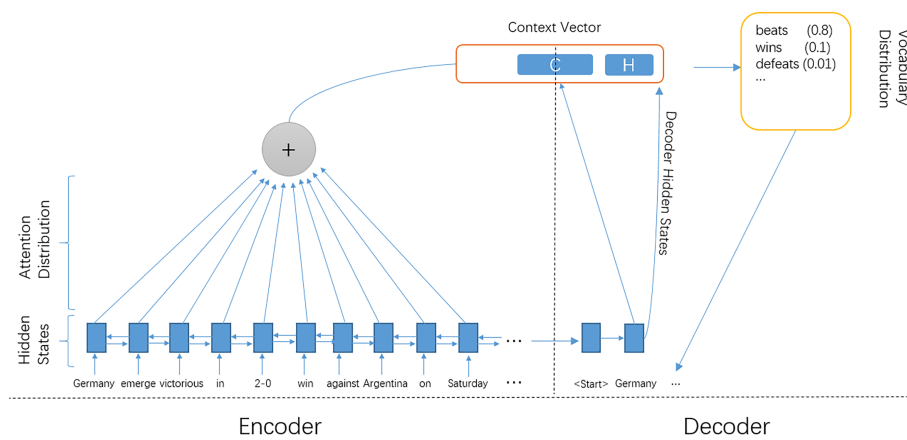 Context Vector
C H
beats (0.8)
wins (0.1)
defeats (0.01)
...
Vocabulary
Distribution
+
Decoder Hidden States
Attention
Distribution
Hidden
States
...
Germany emerge victorious in 2-0 win against Argentina on Saturday ...
<Start> Germany ...
Encoder
Decoder